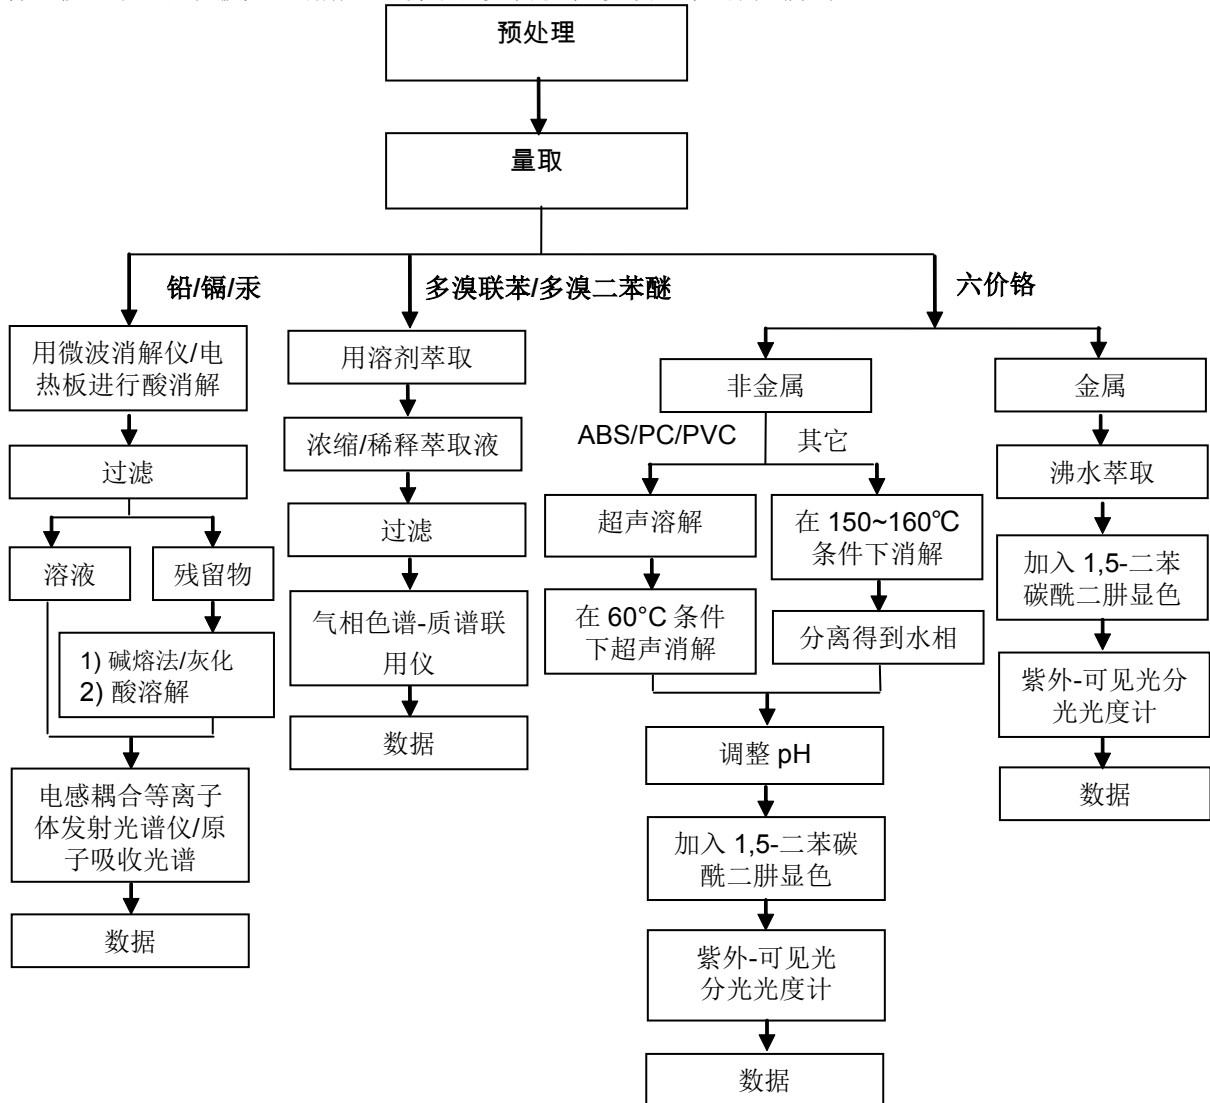 预处理
量取
铅/镉/汞
多溴联苯/多溴二苯醚
六价铬
用微波消解仪/电
热板进行酸消解
过滤
溶液
残留物
1) 碱熔法/灰化
2) 酸溶解
电感耦合等离子
体发射光谱仪/原
子吸收光谱
数据
用溶剂萃取
浓缩/稀释萃取液
过滤
气相色谱-质谱联
用仪
数据
非金属
ABS/PC/PVC
其它
超声溶解
在 60°C 条件
下超声消解
在 150~160℃
条件下消解
分离得到水相
调整 pH
加入 1,5-二苯碳
酰二肼显色
紫外-可见光
分光光度计
数据
金属
沸水萃取
加入 1,5-二苯
碳酰二肼显色
紫外-可见光分
光光度计
数据